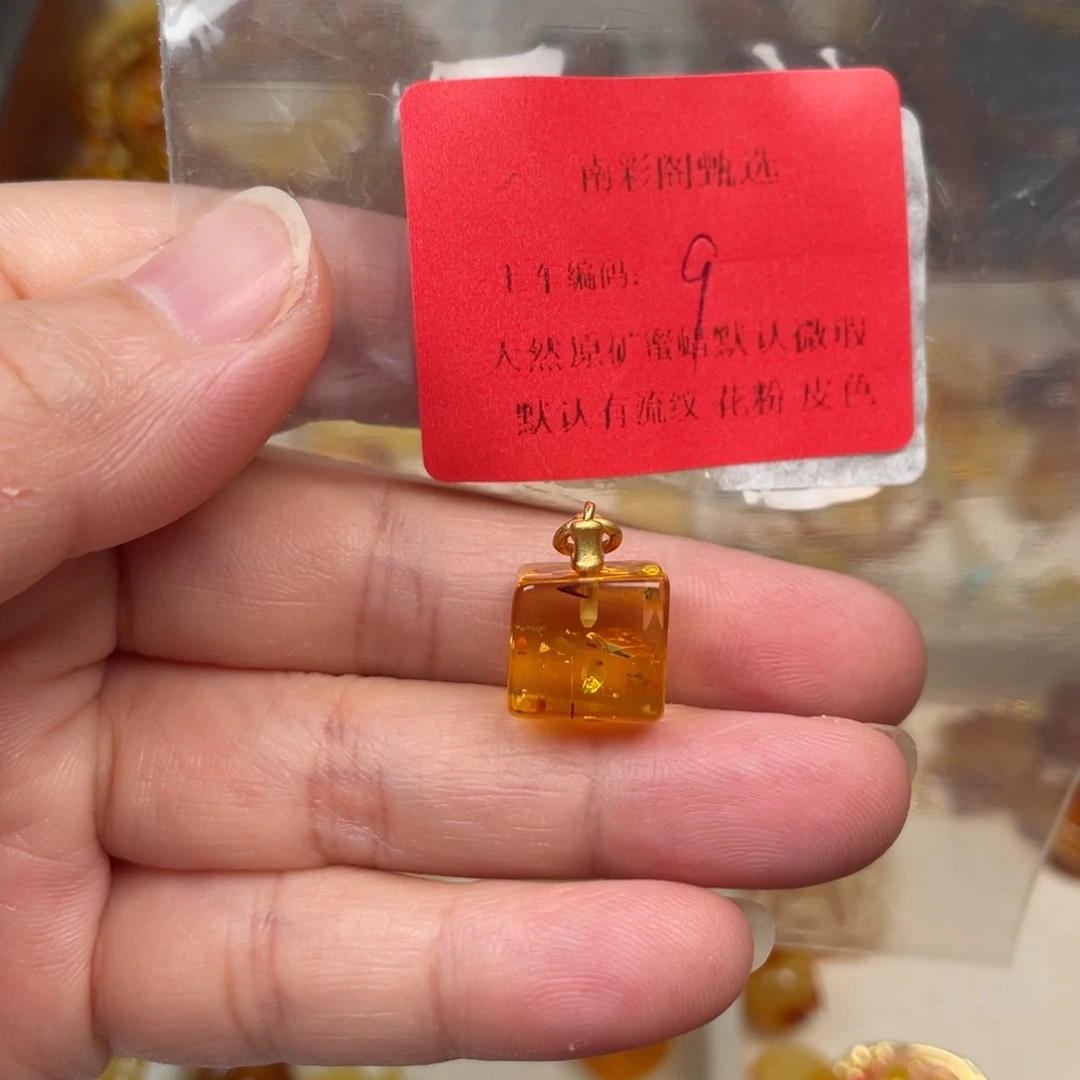 南彩阁甄选
上车编码: 9
天然原矿蜜蜡默认微瑕
默认有流纹 花粉 皮色